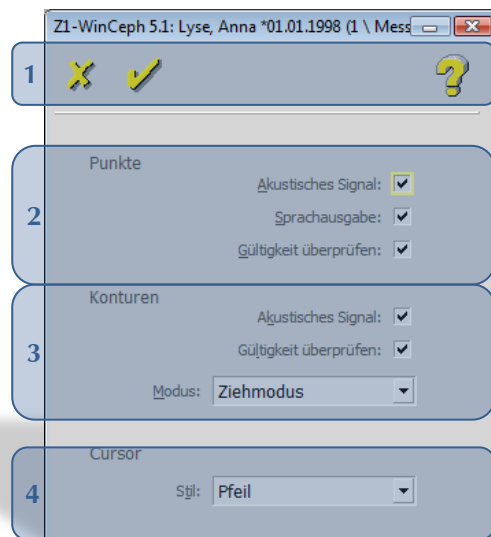 Z1-WinCeph 5.1: Lyse, Anna *01.01.1998 (1 \ Mess
1
Punkte
Akustisches Signal:
2
Sprachausgabe:
Gültigkeit überprüfen:
Konturen
Akustisches Signal:
3
Gültigkeit überprüfen:
Modus: Ziehmodus
Cursor
4
Stil: Pfeil